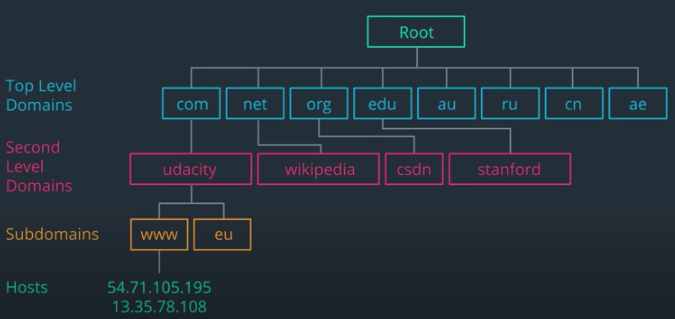 Root
Top Level
Domains
com net org edu au ru cn ae
Second
Level
Domains
udacity wikipedia csdn stanford
Subdomains www eu
Hosts 54.71.105.195
13.35.78.108